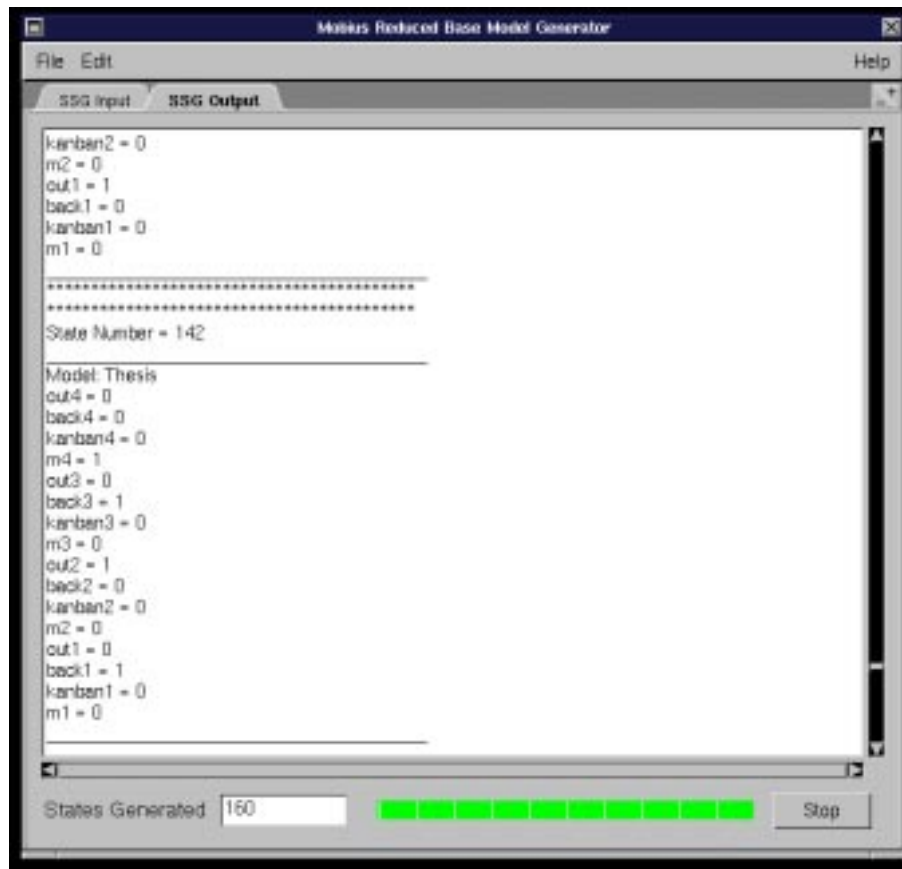 Mobius Reduced Base Model Generator
File Edit Help
SSG Input SSG Output
kanban2 = 0
m2 = 0
out1 = 1
back1 = 0
kanban1 = 0
m1 = 0
******************************************
******************************************
State Number = 142
Model: Thesis
out4 = 0
back4 = 0
kanban4 = 0
m4 = 1
out3 = 0
back3 = 1
kanban3 = 0
m3 = 0
out2 = 1
back2 = 0
kanban2 = 0
m2 = 0
out1 = 0
back1 = 1
kanban1 = 0
m1 = 0
States Generated 160 Stop